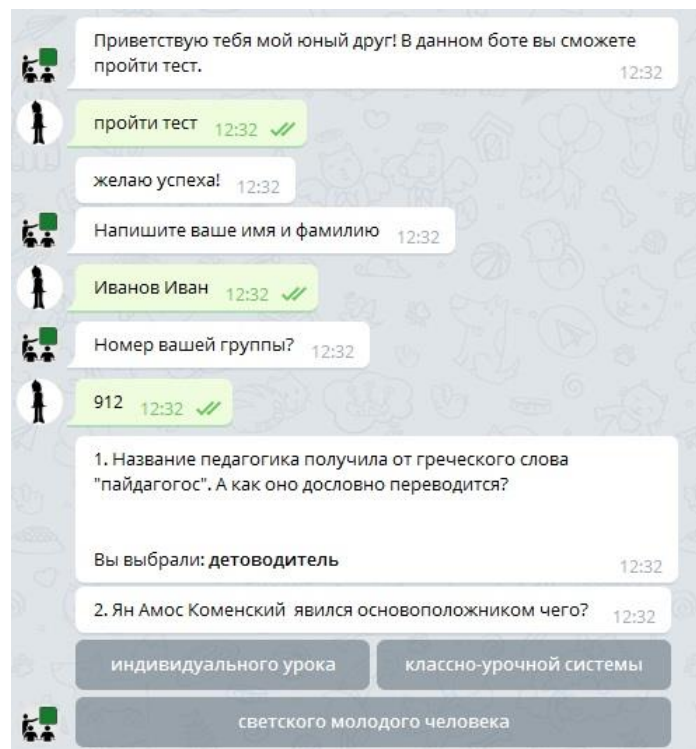 Приветствую тебя мой юный друг! В данном боте вы сможете
пройти тест.
12:32
пройти тест 12:32
желаю успеха! 12:32
Напишите ваше имя и фамилию 12:32
Иванов Иван 12:32
Номер вашей группы? 12:32
912 12:32
1. Название педагогика получила от греческого слова
"пайдагогос". А как оно дословно переводится?
Вы выбрали: детоводитель 12:32
2. Ян Амос Коменский явился основоположником чего? 12:32
индивидуального урока
классно-урочной системы
светского молодого человека